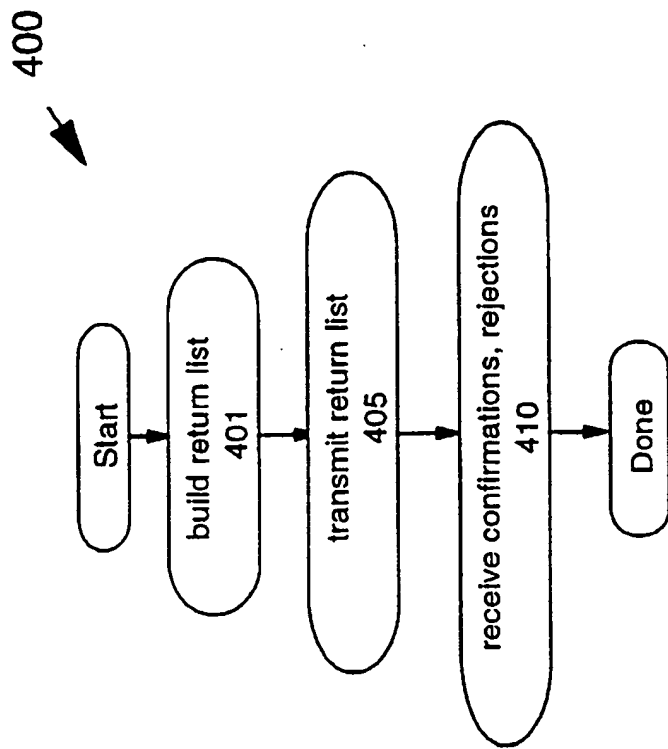 400
Start
build return list
401
transmit return list
405
receive confirmations, rejections
410
Done